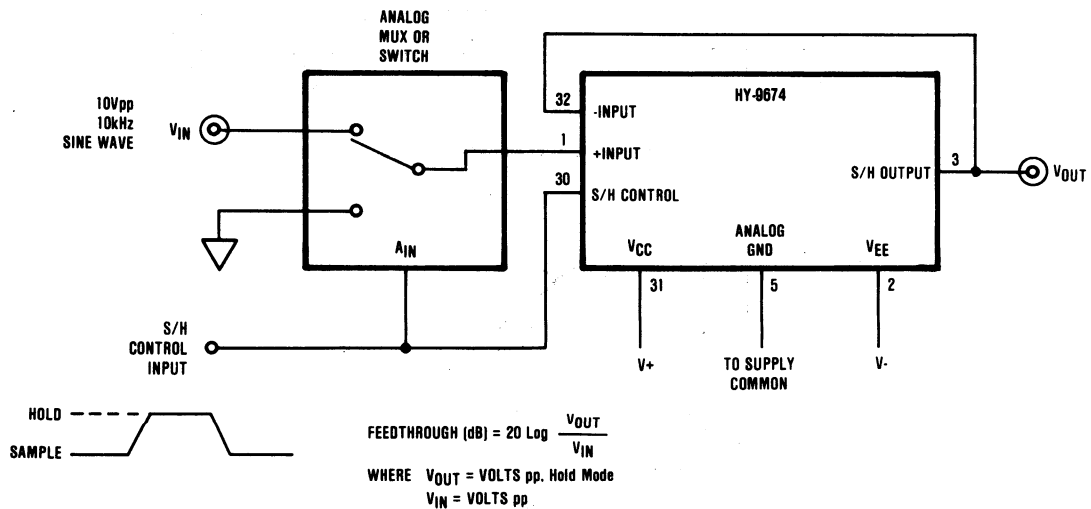 ANALOG
MUX OR
SWITCH
10Vpp
10kHz
SINE WAVE
VIN
AIN
HY-9674
32
-INPUT
1
+INPUT
30
S/H CONTROL
S/H OUTPUT
3
VOUT
VCC
ANALOG
GND
VEE
31
5
2
V+
TO SUPPLY
COMMON
V-
S/H
CONTROL
INPUT
HOLD
SAMPLE
FEEDTHROUGH (dB) = 20 Log VOUT / VIN
WHERE VOUT = VOLTS pp, Hold Mode
VIN = VOLTS pp